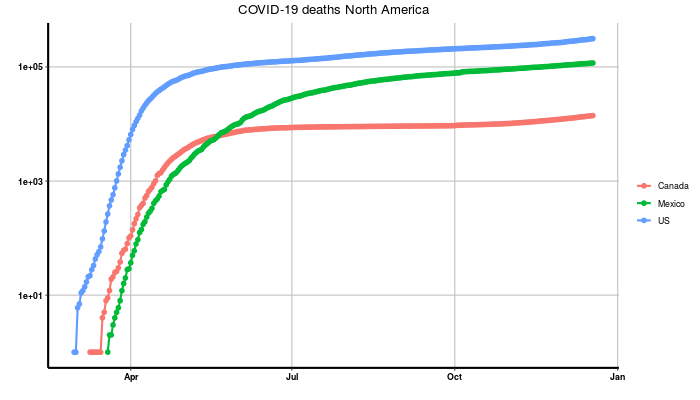 COVID-19 deaths North America
1e+05
1e+03
1e+01
Apr
Jul
Oct
Jan
Canada
Mexico
US